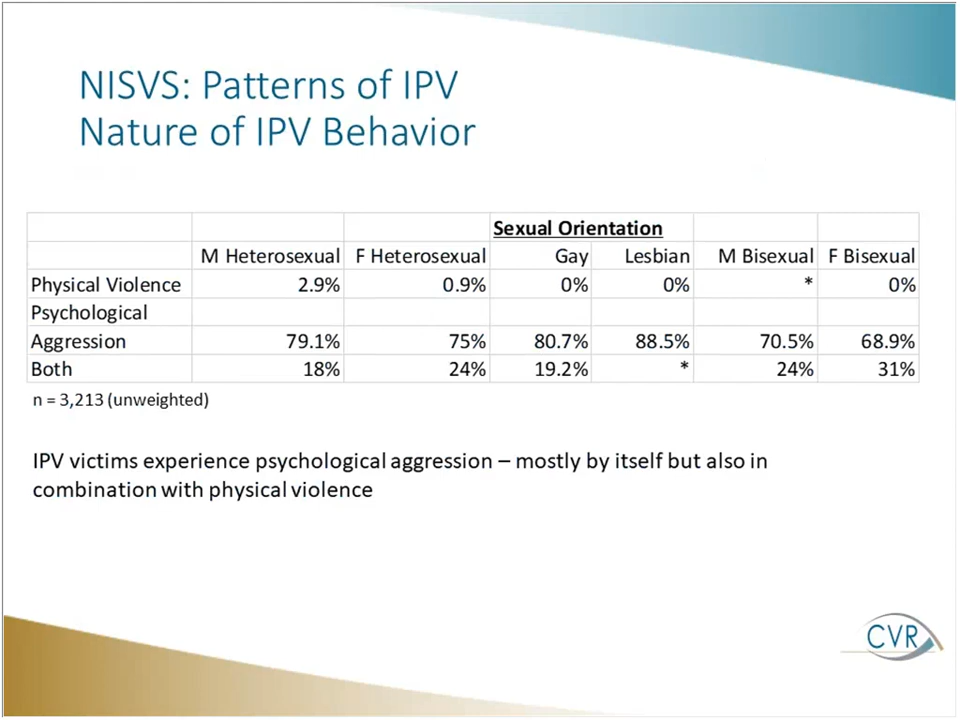 NISVS: Patterns of IPV
Nature of IPV Behavior
Sexual Orientation
M Heterosexual F Heterosexual Gay Lesbian M Bisexual F Bisexual
Physical Violence 2.9% 0.9% 0% 0% * 0%
Psychological
Aggression 79.1% 75% 80.7% 88.5% 70.5% 68.9%
Both 18% 24% 19.2% * 24% 31%
n = 3,213 (unweighted)
IPV victims experience psychological aggression – mostly by itself but also in
combination with physical violence
CVR